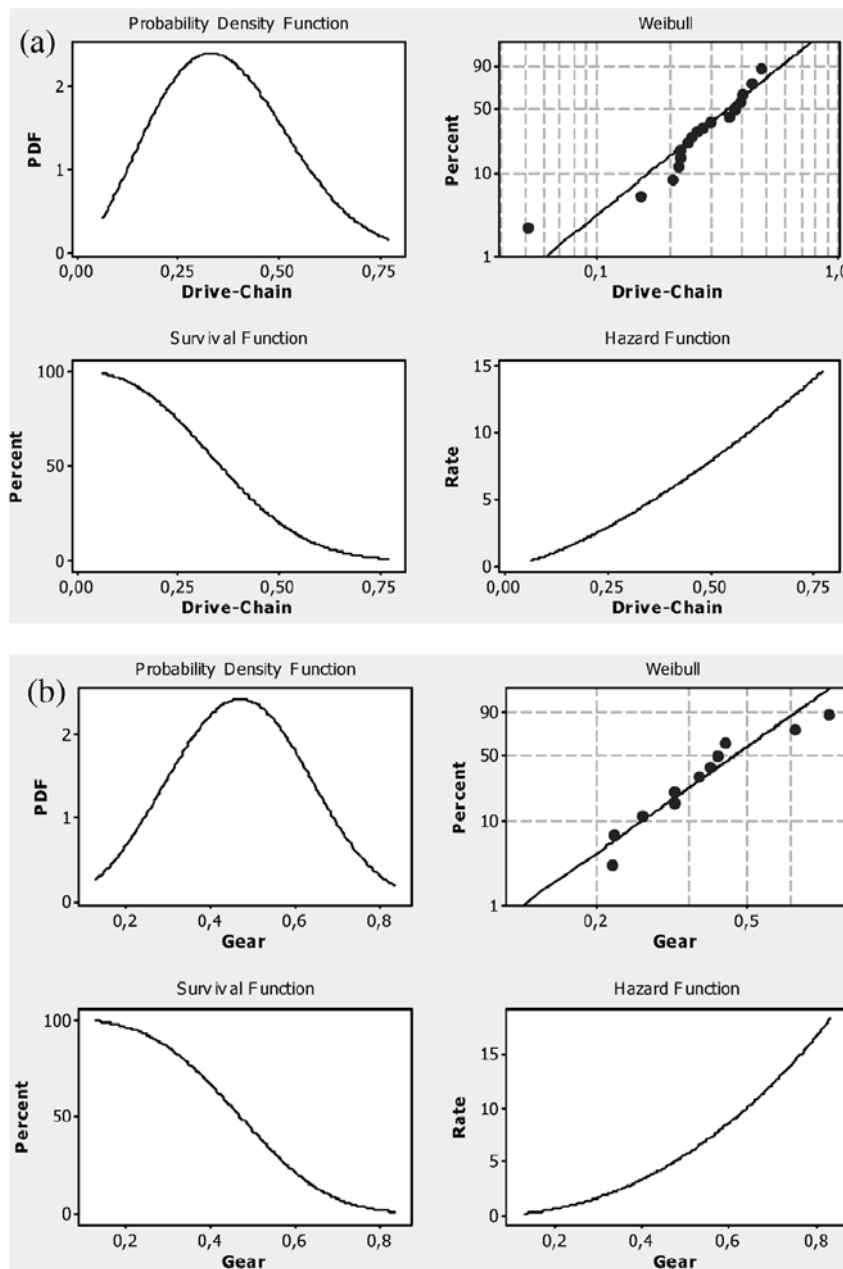 (a)
Probability Density Function
PDF
2
1
0
0,00 0,25 0,50 0,75
Drive-Chain
Weibull
Percent
90
50
10
1
0,1 1,0
Drive-Chain
Survival Function
Percent
100
50
0
0,00 0,25 0,50 0,75
Drive-Chain
Hazard Function
Rate
15
10
5
0
0,00 0,25 0,50 0,75
Drive-Chain
(b)
Probability Density Function
PDF
2
1
0
0,2 0,4 0,6 0,8
Gear
Weibull
Percent
90
50
10
1
0,2 0,5
Gear
Survival Function
Percent
100
50
0
0,2 0,4 0,6 0,8
Gear
Hazard Function
Rate
15
10
5
0
0,2 0,4 0,6 0,8
Gear